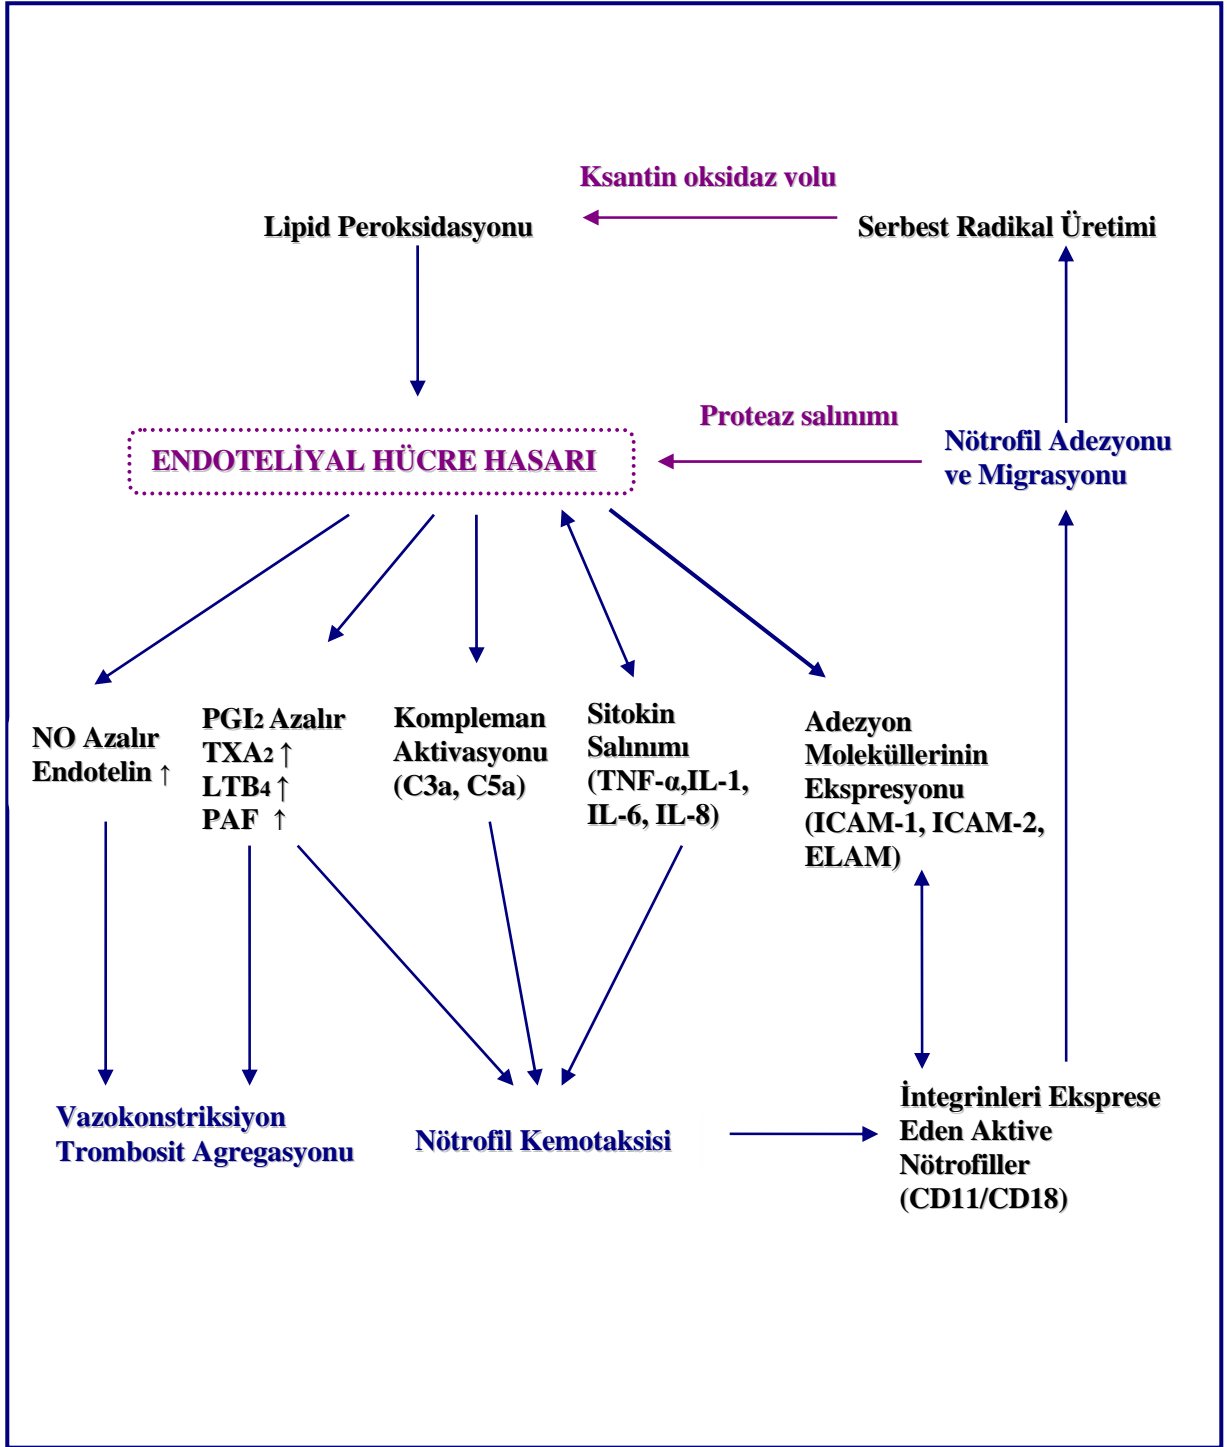 Ksantin oksidaz volu
Lipid Peroksidasyonu
Serbest Radikal Üretimi
Proteaz salınımı
ENDOTELİYAL HÜCRE HASARI
Nötrofil Adezyonu
ve Migrasyonu
NO Azalır
Endotelin ↑
PGI2 Azalır
TXA2 ↑
LTB4 ↑
PAF ↑
Kompleman
Aktivasyonu
(C3a, C5a)
Sitokin
Salınımı
(TNF-α,IL-1,
IL-6, IL-8)
Adezyon
Moleküllerinin
Ekspresyonu
(ICAM-1, ICAM-2,
ELAM)
Vazokonstriksiyon
Trombosit Agregasyonu
Nötrofil Kemotaksisi
İntegrinleri Eksprese
Eden Aktive
Nötrofiller
(CD11/CD18)